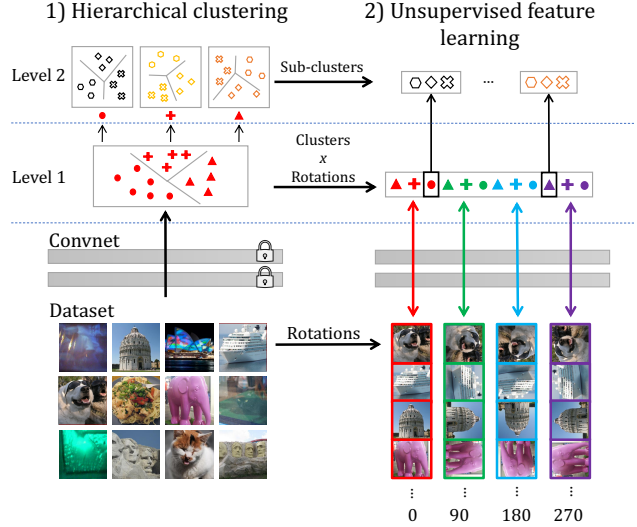 1) Hierarchical clustering
2) Unsupervised feature
learning
Level 2
Sub-clusters
...
Level 1
Clusters
x
Rotations
Convnet
Dataset
Rotations
... ... ... ...
0 90 180 270